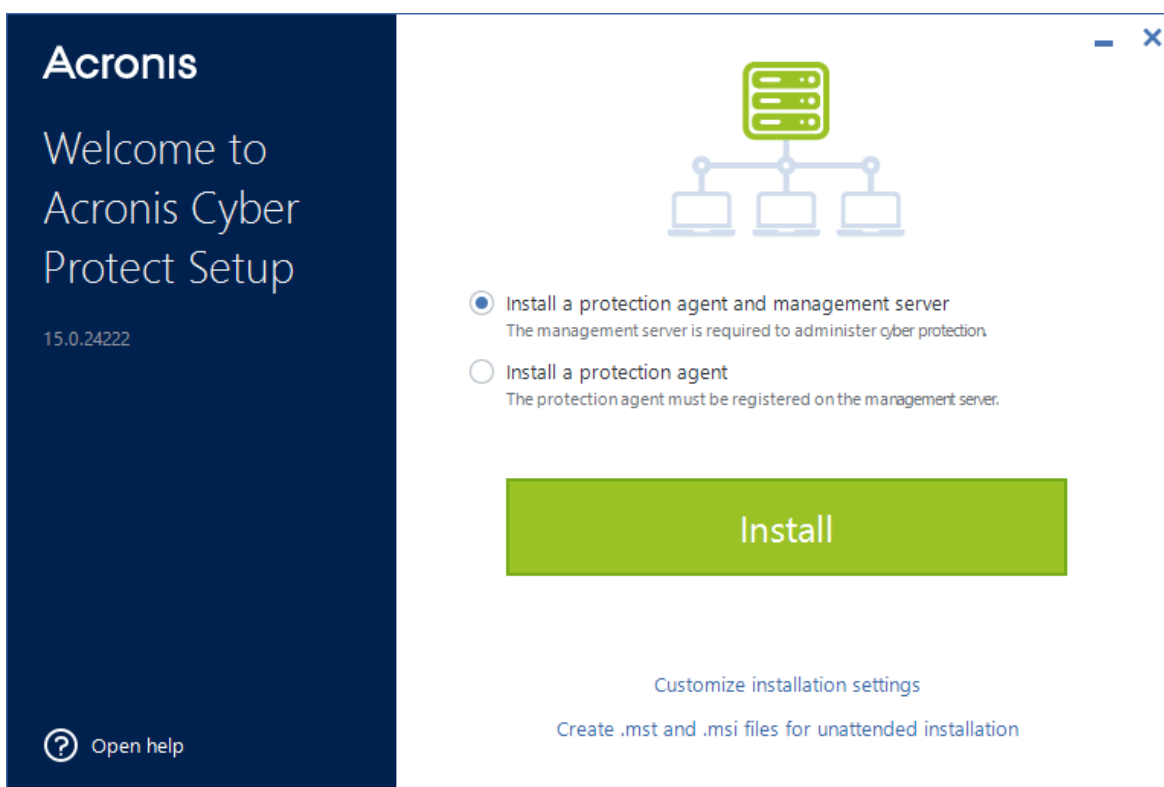 Acronis
Welcome to
Acronis Cyber
Protect Setup
15.0.24222
Open help
Install a protection agent and management server
The management server is required to administer cyber protection.
Install a protection agent
The protection agent must be registered on the management server.
Install
Customize installation settings
Create .mst and .msi files for unattended installation